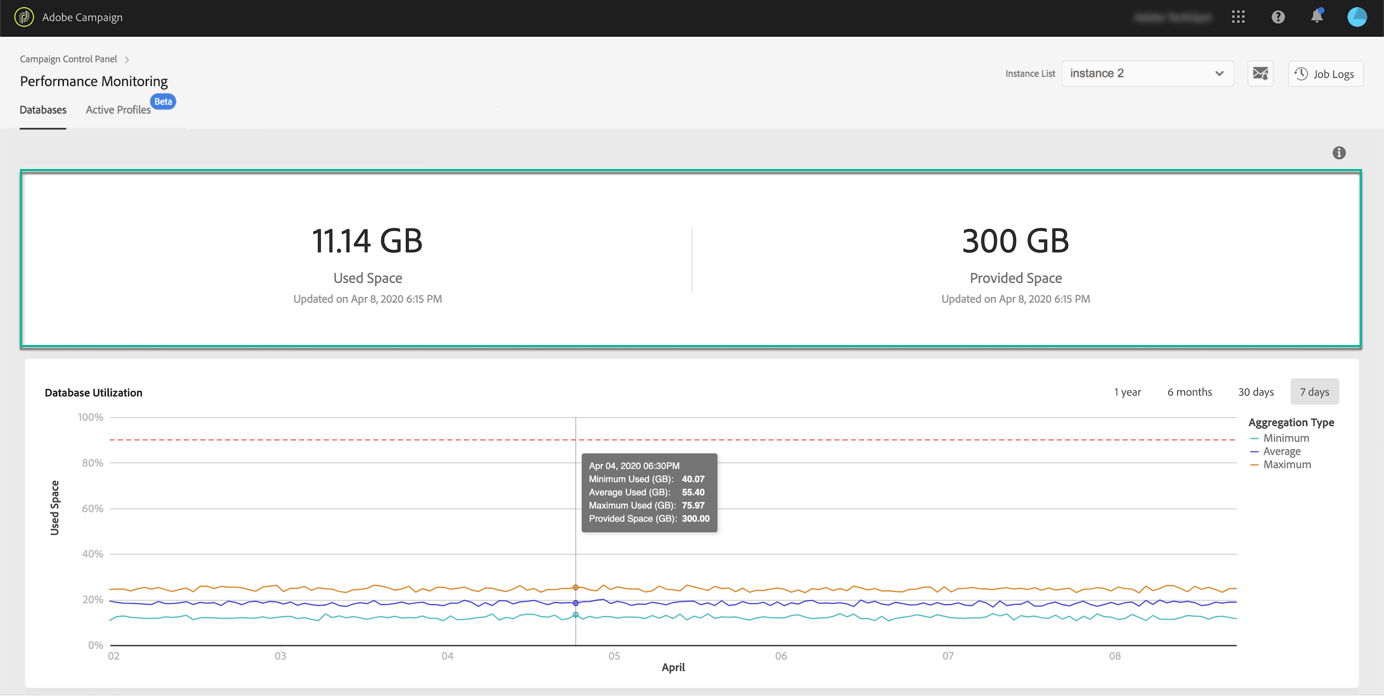 Adobe Campaign
Campaign Control Panel
Performance Monitoring
Instance List
instance 2
Job Logs
Databases
Active Profiles
Beta
11.14 GB
Used Space
Updated on Apr 8, 2020 6:15 PM
300 GB
Provided Space
Updated on Apr 8, 2020 6:15 PM
Database Utilization
1 year
6 months
30 days
7 days
100%
80%
60%
40%
20%
0%
Used Space
Apr 04, 2020 06:30PM
Minimum Used (GB): 40.07
Average Used (GB): 55.40
Maximum Used (GB): 75.97
Provided Space (GB): 300.00
Aggregation Type
Minimum
Average
Maximum
02
03
04
05
06
07
08
April